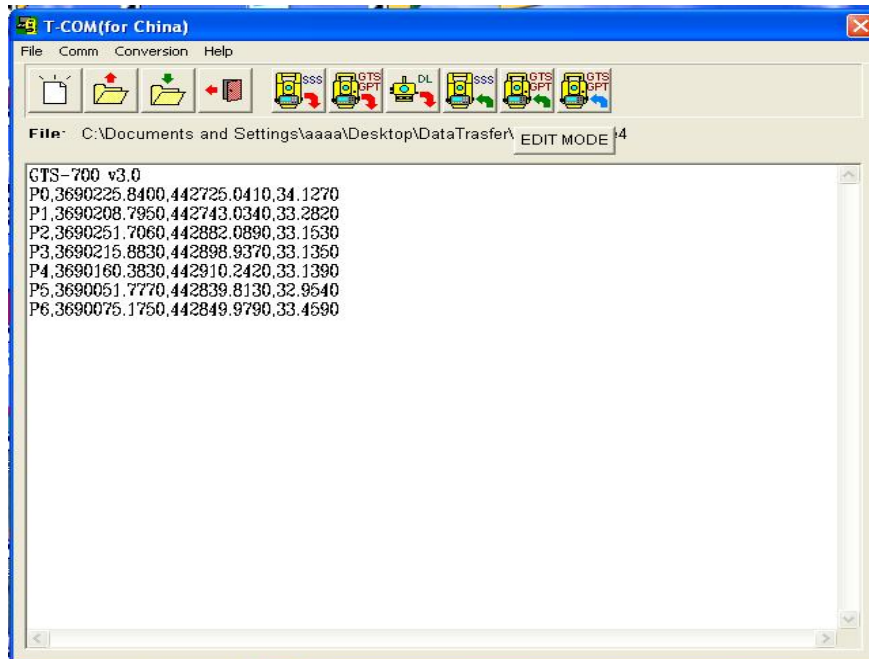 T-COM(for China)
File Comm Conversion Help
SSS GTS GPT DL SSS GTS GPT GTS GPT
File: C:\Documents and Settings\aaaa\Desktop\DataTrasfer\
EDIT MODE
GTS-700 v3.0
P0,3690225.8400,442725.0410,34.1270
P1,3690208.7950,442743.0340,33.2820
P2,3690251.7060,442882.0890,33.1530
P3,3690215.8830,442898.9370,33.1350
P4,3690160.3830,442910.2420,33.1390
P5,3690051.7770,442839.8130,32.9540
P6,3690075.1750,442849.9790,33.4590